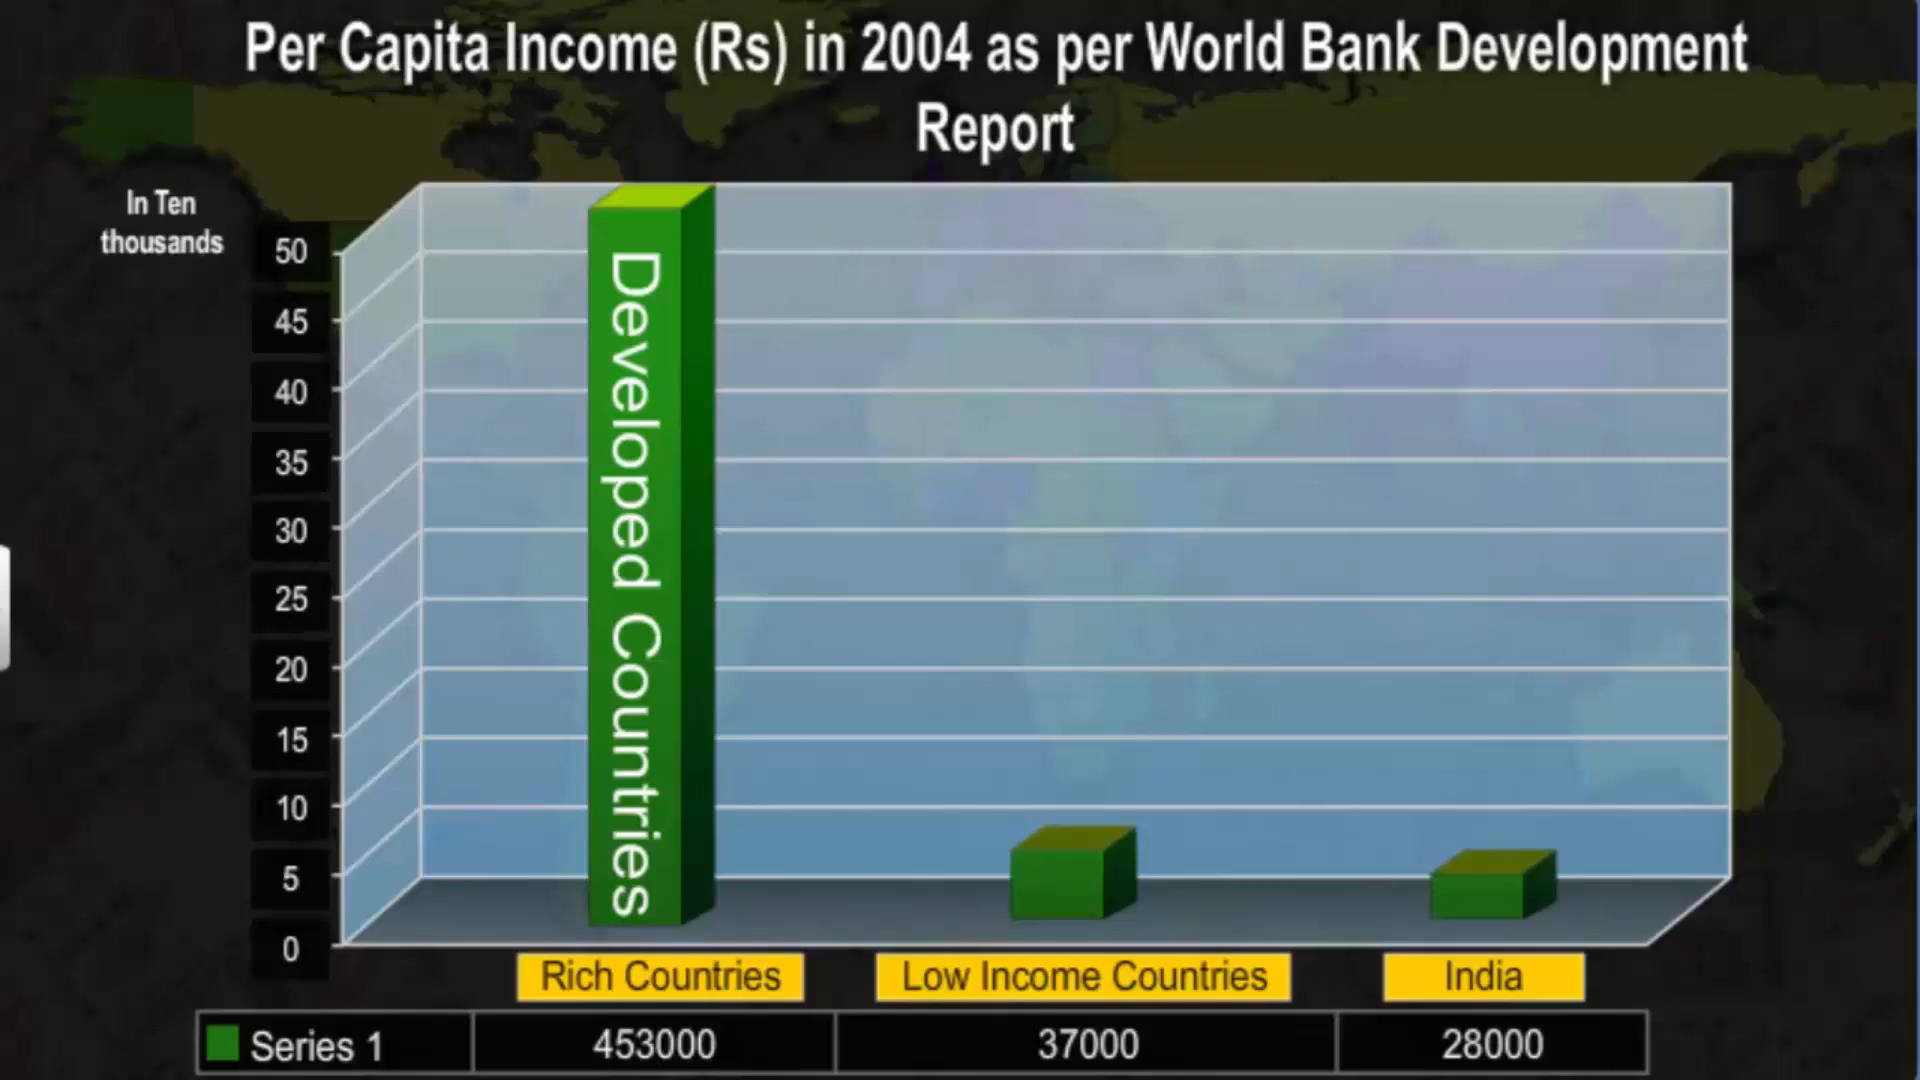 Per Capita Income (Rs) in 2004 as per World Bank Development
Report
In Ten
thousands
50
45
40
35
30
25
20
15
10
5
0
Developed Countries
Rich Countries
Low Income Countries
India
Series 1
453000
37000
28000